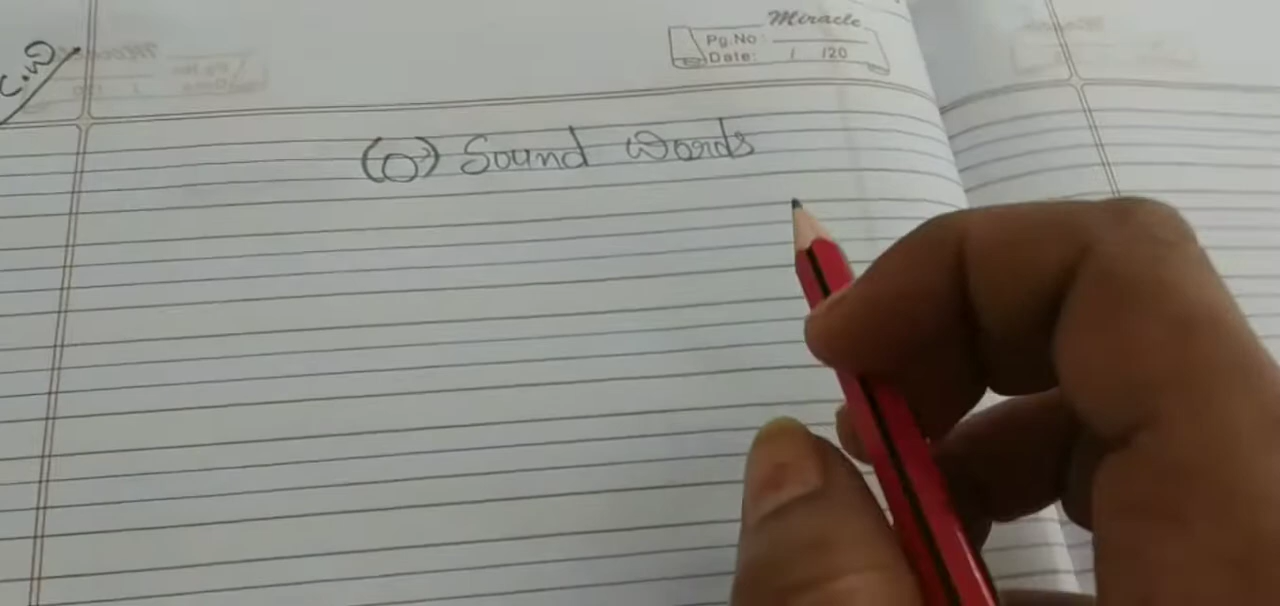 C.W
Miracle
Pg.No:
Date: / /20
(o) Sound Words